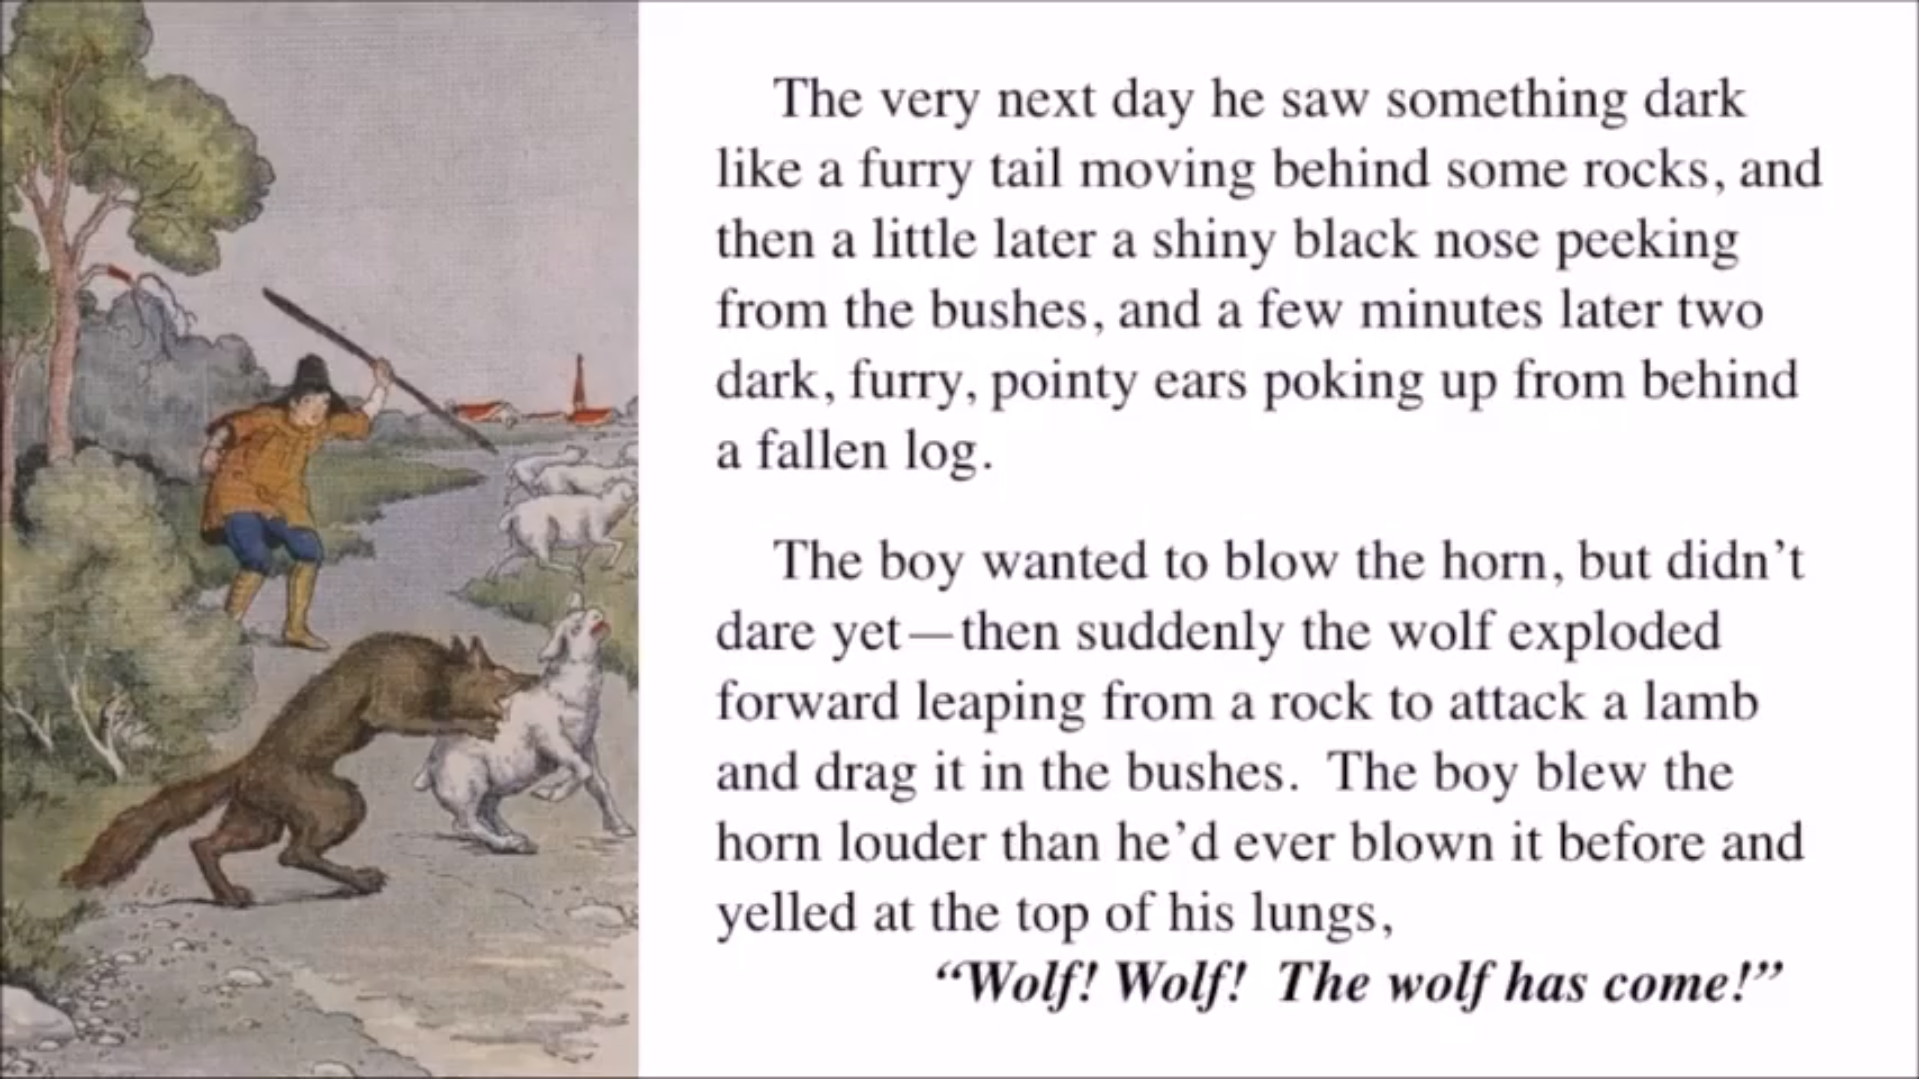 The very next day he saw something dark
like a furry tail moving behind some rocks, and
then a little later a shiny black nose peeking
from the bushes, and a few minutes later two
dark, furry, pointy ears poking up from behind
a fallen log.
The boy wanted to blow the horn, but didn’t
dare yet—then suddenly the wolf exploded
forward leaping from a rock to attack a lamb
and drag it in the bushes. The boy blew the
horn louder than he’d ever blown it before and
yelled at the top of his lungs,
“Wolf! Wolf! The wolf has come!”